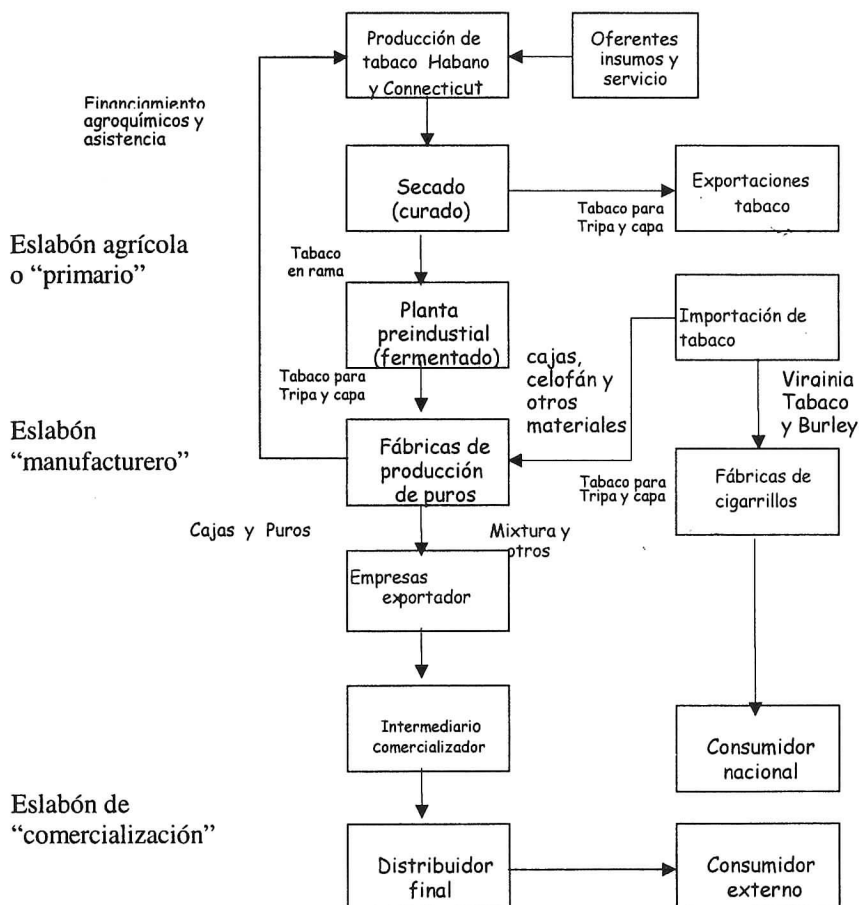 Producción de
tabaco Habano
y Connecticut
Oferentes
insumos y
servicio
Financiamiento
agroquímicos y
asistencia
Secado
(curado)
Exportaciones
tabaco
Tabaco para
Tripa y capa
Eslabón agrícola
o “primario”
Tabaco
en rama
Planta
preindustial
(fermentado)
Importación de
tabaco
cajas,
celofán y
otros
materiales
Virainia
Tabaco
y Burley
Tabaco para
Tripa y capa
Eslabón
“manufacturero”
Fábricas de
producción
de puros
Tabaco para
Tripa y capa
Fábricas de
cigarrillos
Cajas y Puros
Mixtura y
otros
Empresas
exportador
Intermediario
comercializador
Consumidor
nacional
Eslabón de
“comercialización”
Distribuidor
final
Consumidor
externo